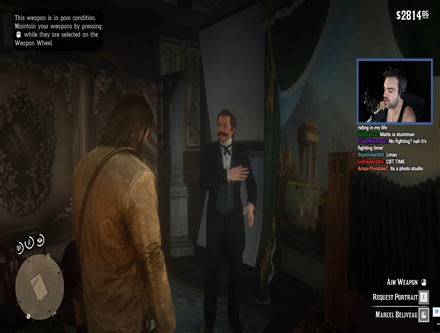 This weapon is in poor condition.
Maintain your weapons by pressing
while they are selected on the
Weapon Wheel.
$2814 86
riding in my life
Matto is stuntman
No fighting? nah it's
fighting time!
Lmao
CBT TIME
its a photo studio
Aim Weapon
Request Portrait
Marcel Beliveau